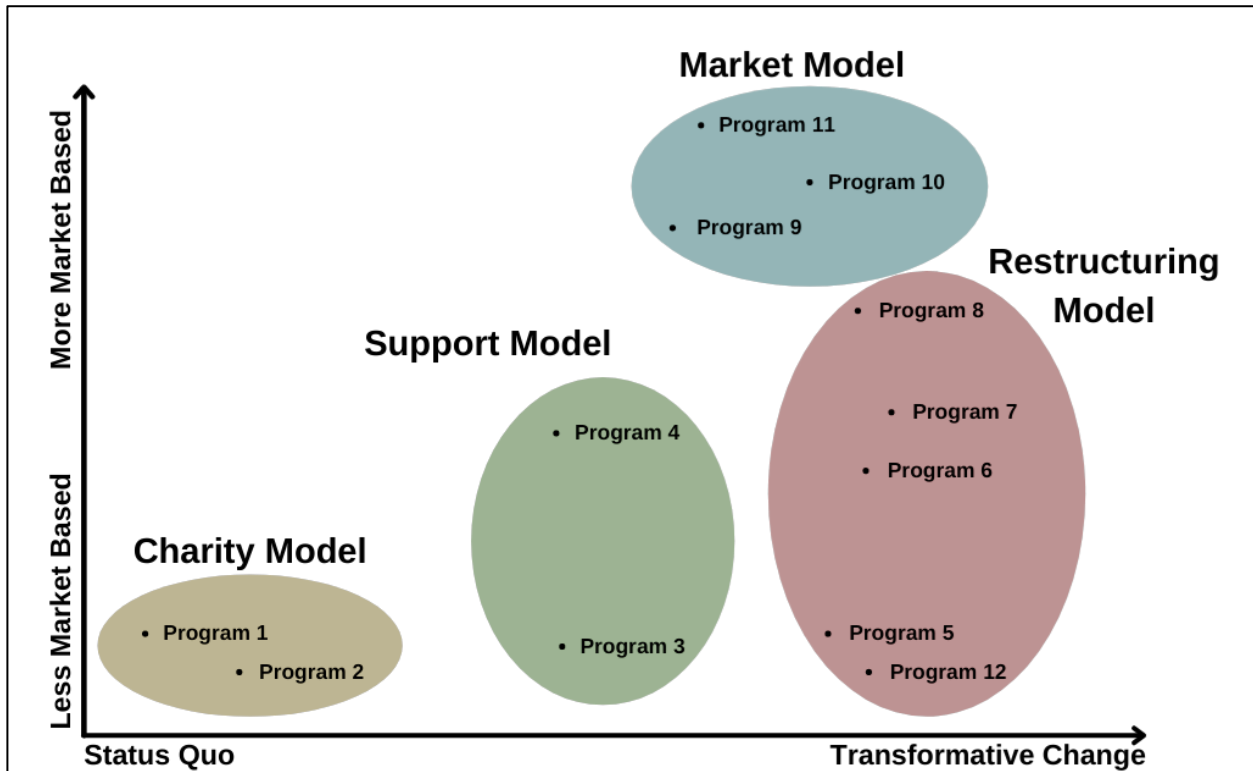 Market Model
More Market Based
Program 11
Program 10
Program 9
Restructuring
Model
Program 8
Support Model
Program 7
Program 4
Program 6
Less Market Based
Charity Model
Program 1
Program 5
Program 3
Program 2
Program 12
Status Quo
Transformative Change